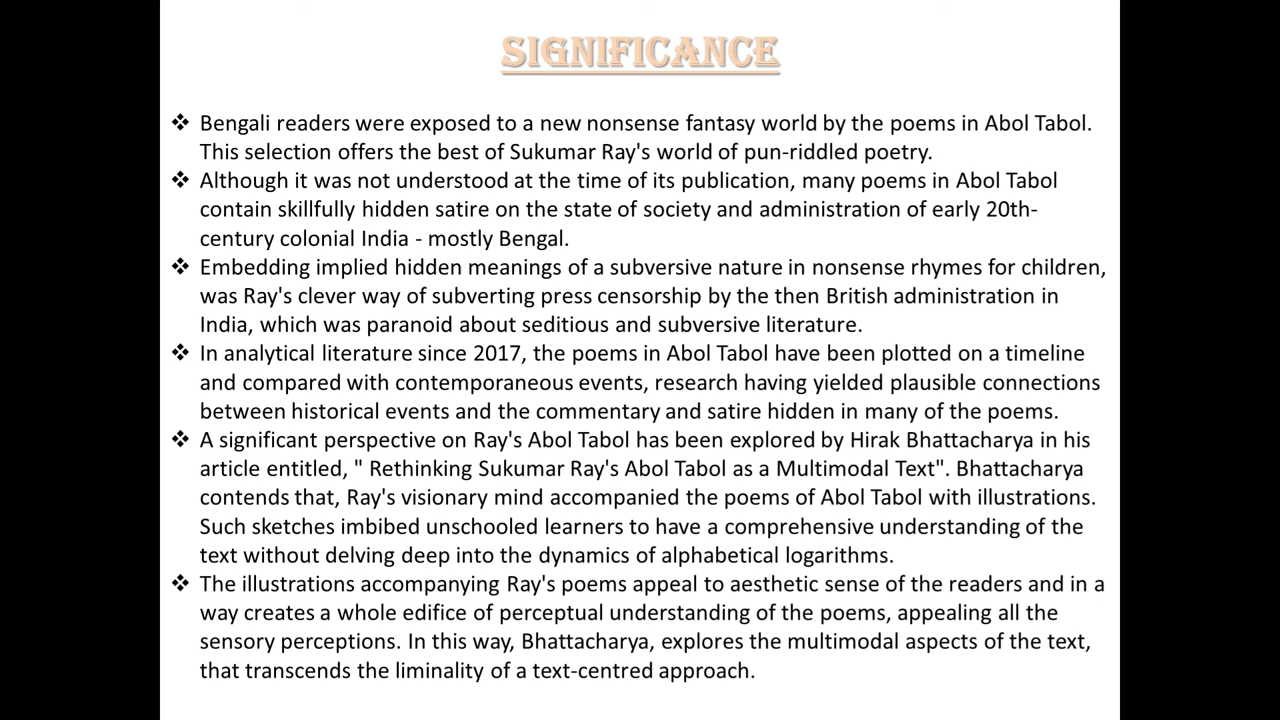 SIGNIFICANCE
❖ Bengali readers were exposed to a new nonsense fantasy world by the poems in Abol Tabol.
This selection offers the best of Sukumar Ray's world of pun-riddled poetry.
❖ Although it was not understood at the time of its publication, many poems in Abol Tabol
contain skillfully hidden satire on the state of society and administration of early 20th-
century colonial India - mostly Bengal.
❖ Embedding implied hidden meanings of a subversive nature in nonsense rhymes for children,
was Ray's clever way of subverting press censorship by the then British administration in
India, which was paranoid about seditious and subversive literature.
❖ In analytical literature since 2017, the poems in Abol Tabol have been plotted on a timeline
and compared with contemporaneous events, research having yielded plausible connections
between historical events and the commentary and satire hidden in many of the poems.
❖ A significant perspective on Ray's Abol Tabol has been explored by Hirak Bhattacharya in his
article entitled, " Rethinking Sukumar Ray's Abol Tabol as a Multimodal Text". Bhattacharya
contends that, Ray's visionary mind accompanied the poems of Abol Tabol with illustrations.
Such sketches imbibed unschooled learners to have a comprehensive understanding of the
text without delving deep into the dynamics of alphabetical logarithms.
❖ The illustrations accompanying Ray's poems appeal to aesthetic sense of the readers and in a
way creates a whole edifice of perceptual understanding of the poems, appealing all the
sensory perceptions. In this way, Bhattacharya, explores the multimodal aspects of the text,
that transcends the liminality of a text-centred approach.